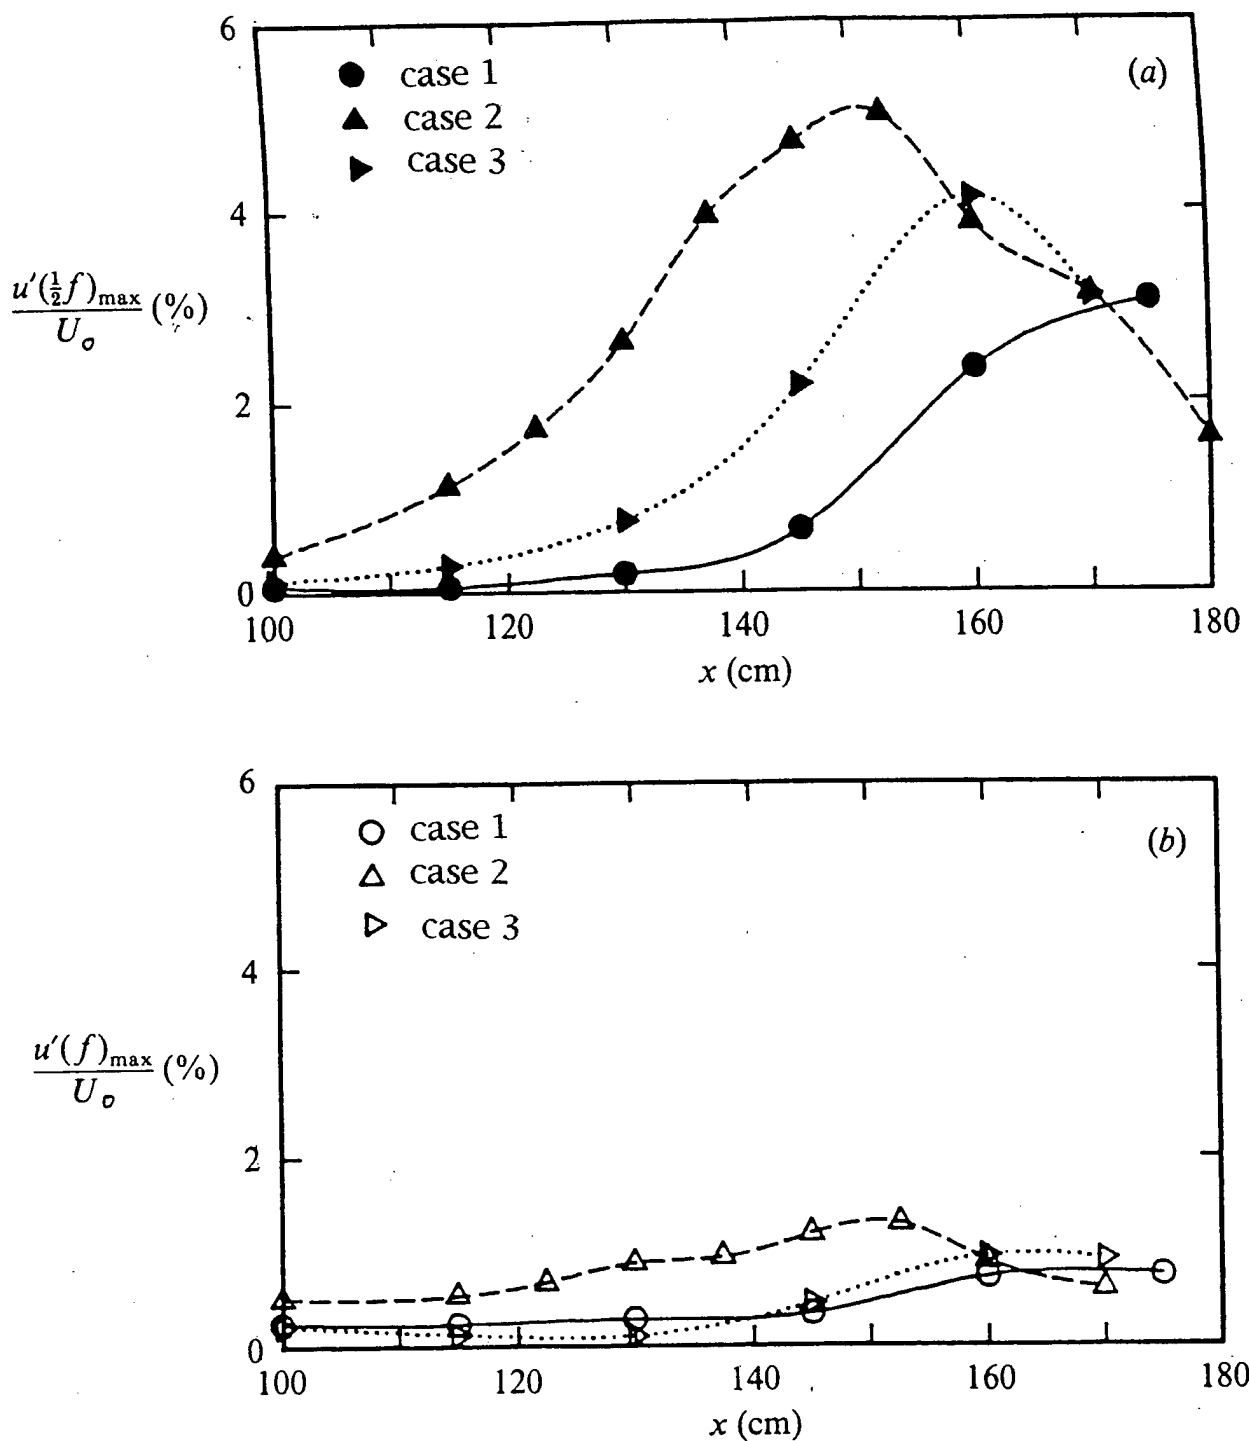 6
case 1
(a)
case 2
case 3
4
u′(½f)max / Uo (%)
2
0
100 120 140 160 180
x (cm)
6
case 1
(b)
case 2
case 3
4
u′(f)max / Uo (%)
2
0
100 120 140 160 180
x (cm)